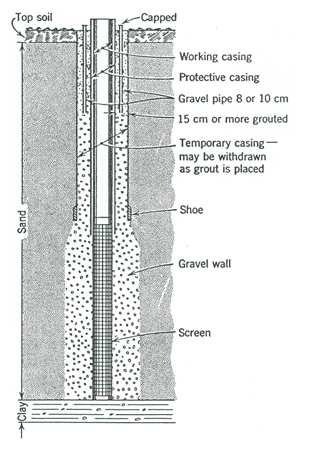 Top soil
Capped
Working casing
Protective casing
Gravel pipe 8 or 10 cm
15 cm or more grouted
Temporary casing—
may be withdrawn
as grout is placed
Shoe
Sand
Gravel wall
Screen
Clay